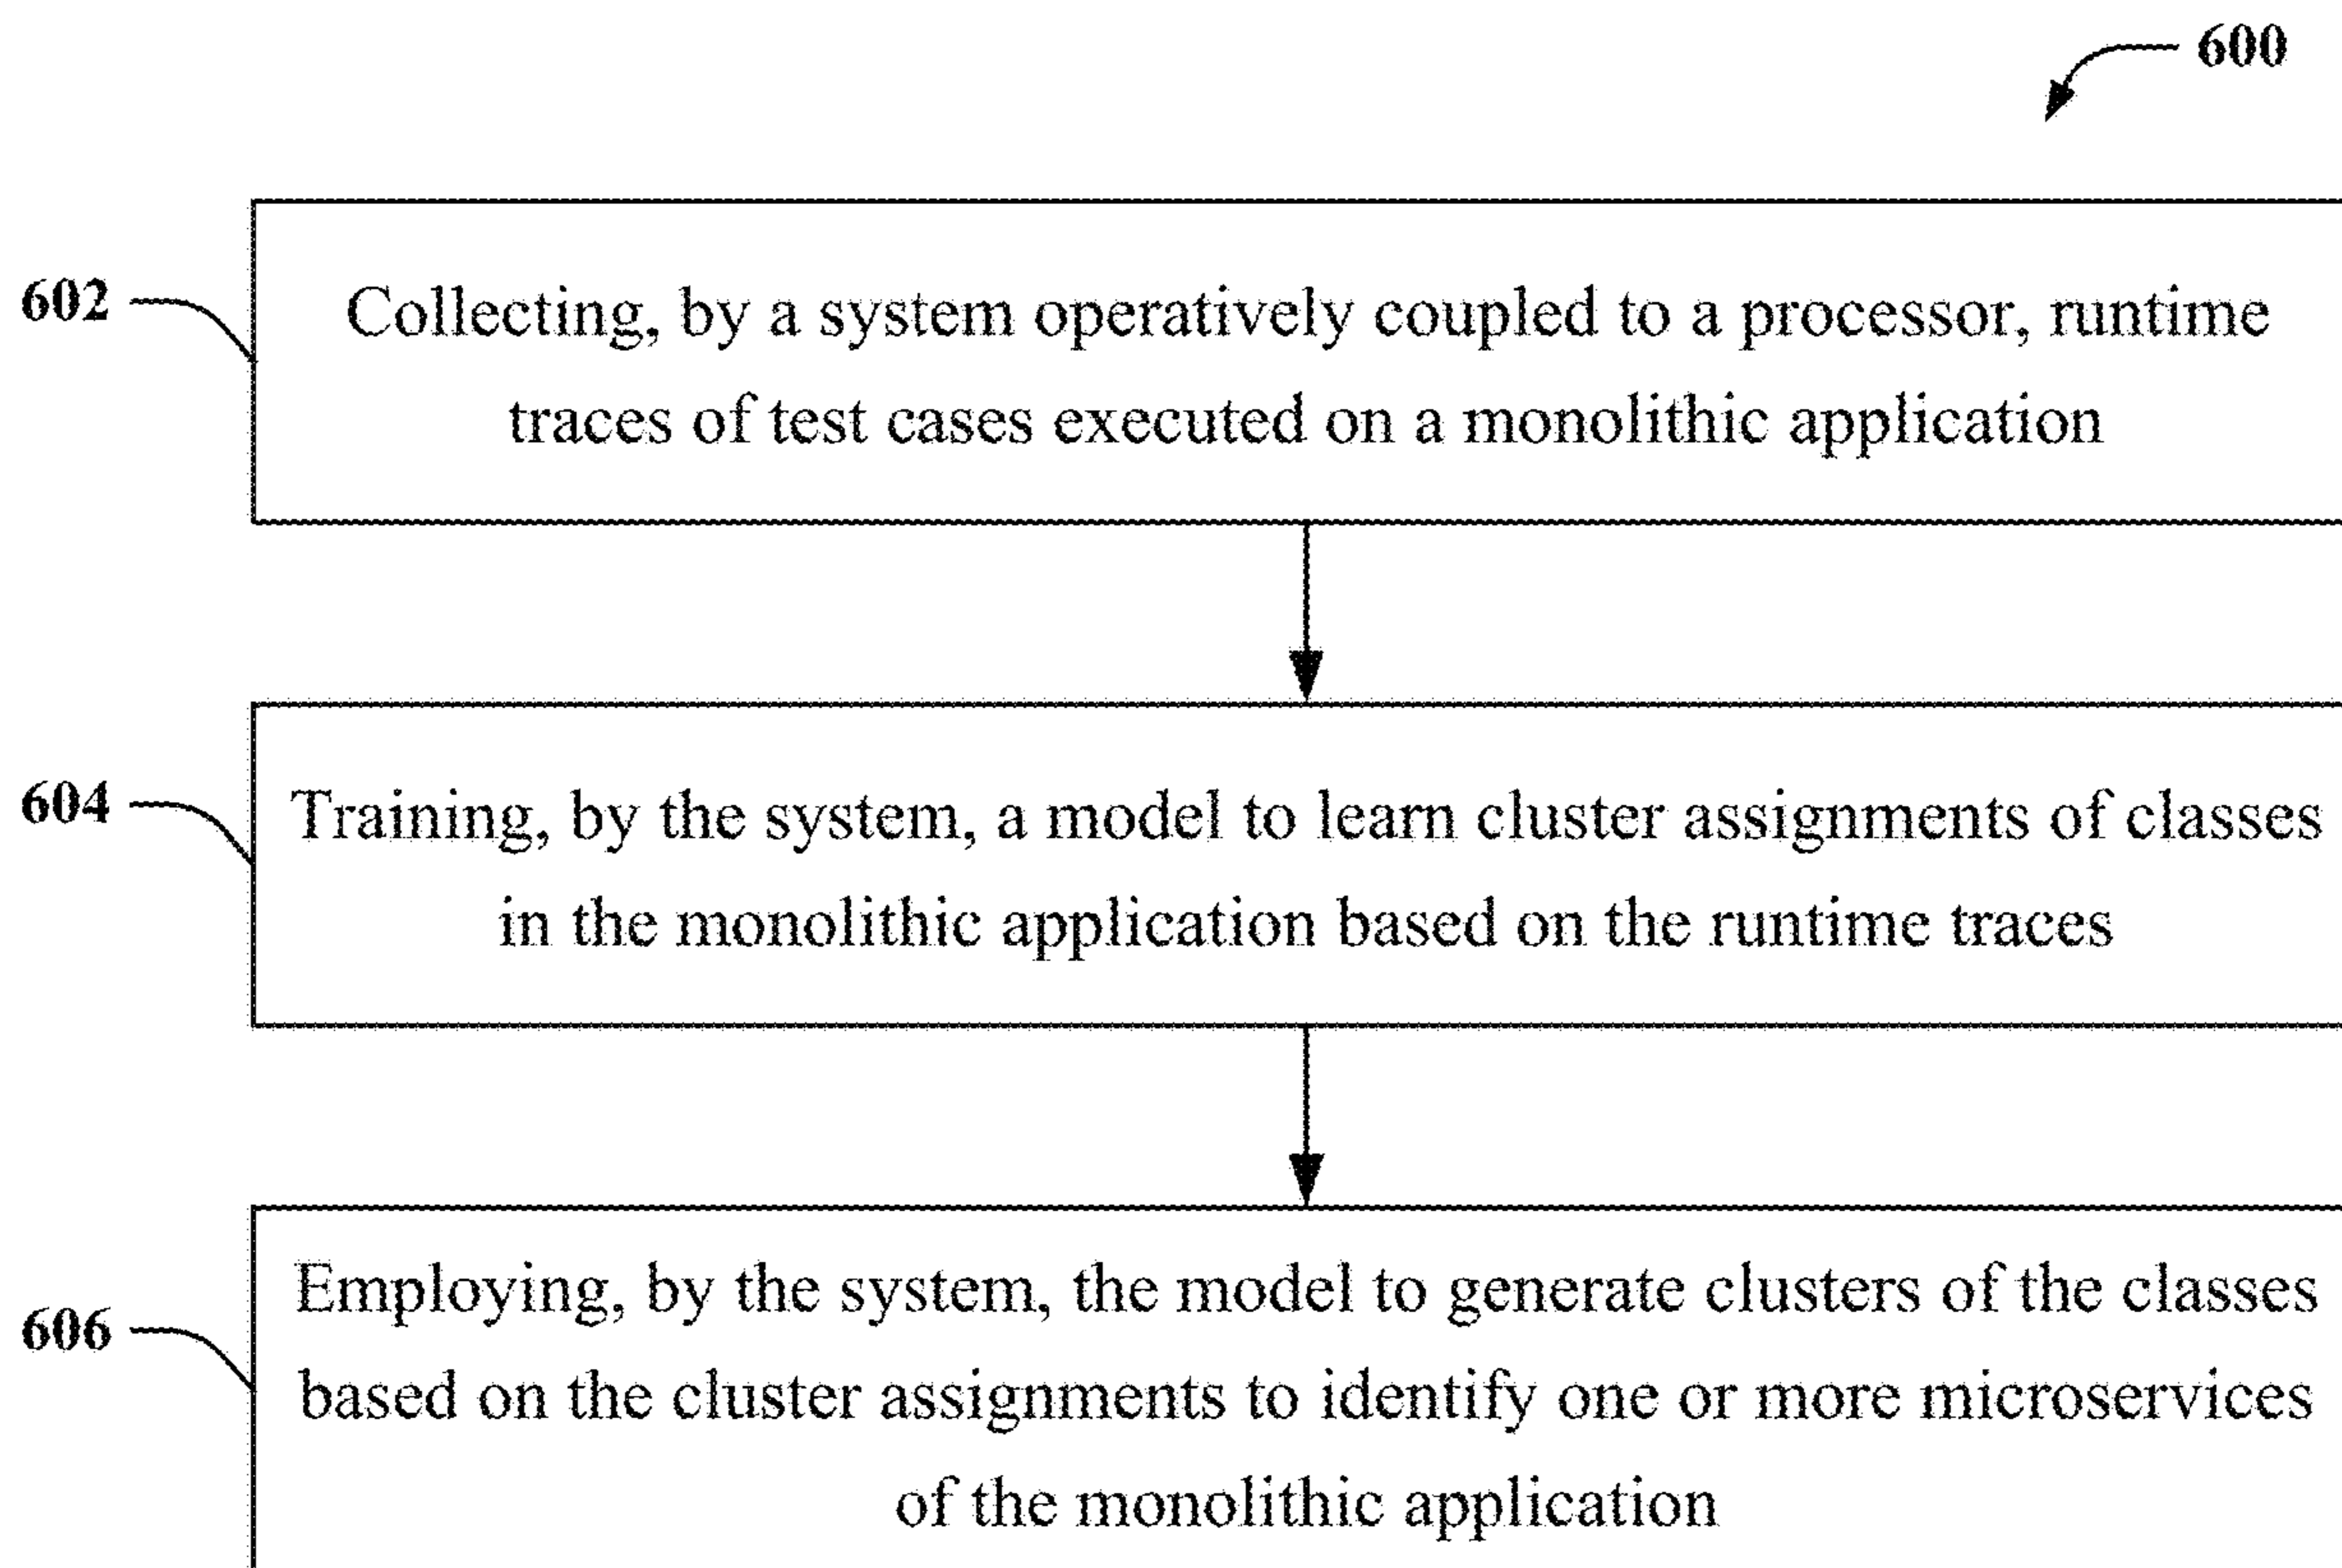 600
602
Collecting, by a system operatively coupled to a processor, runtime
traces of test cases executed on a monolithic application
604
Training, by the system, a model to learn cluster assignments of classes
in the monolithic application based on the runtime traces
606
Employing, by the system, the model to generate clusters of the classes
based on the cluster assignments to identify one or more microservices
of the monolithic application